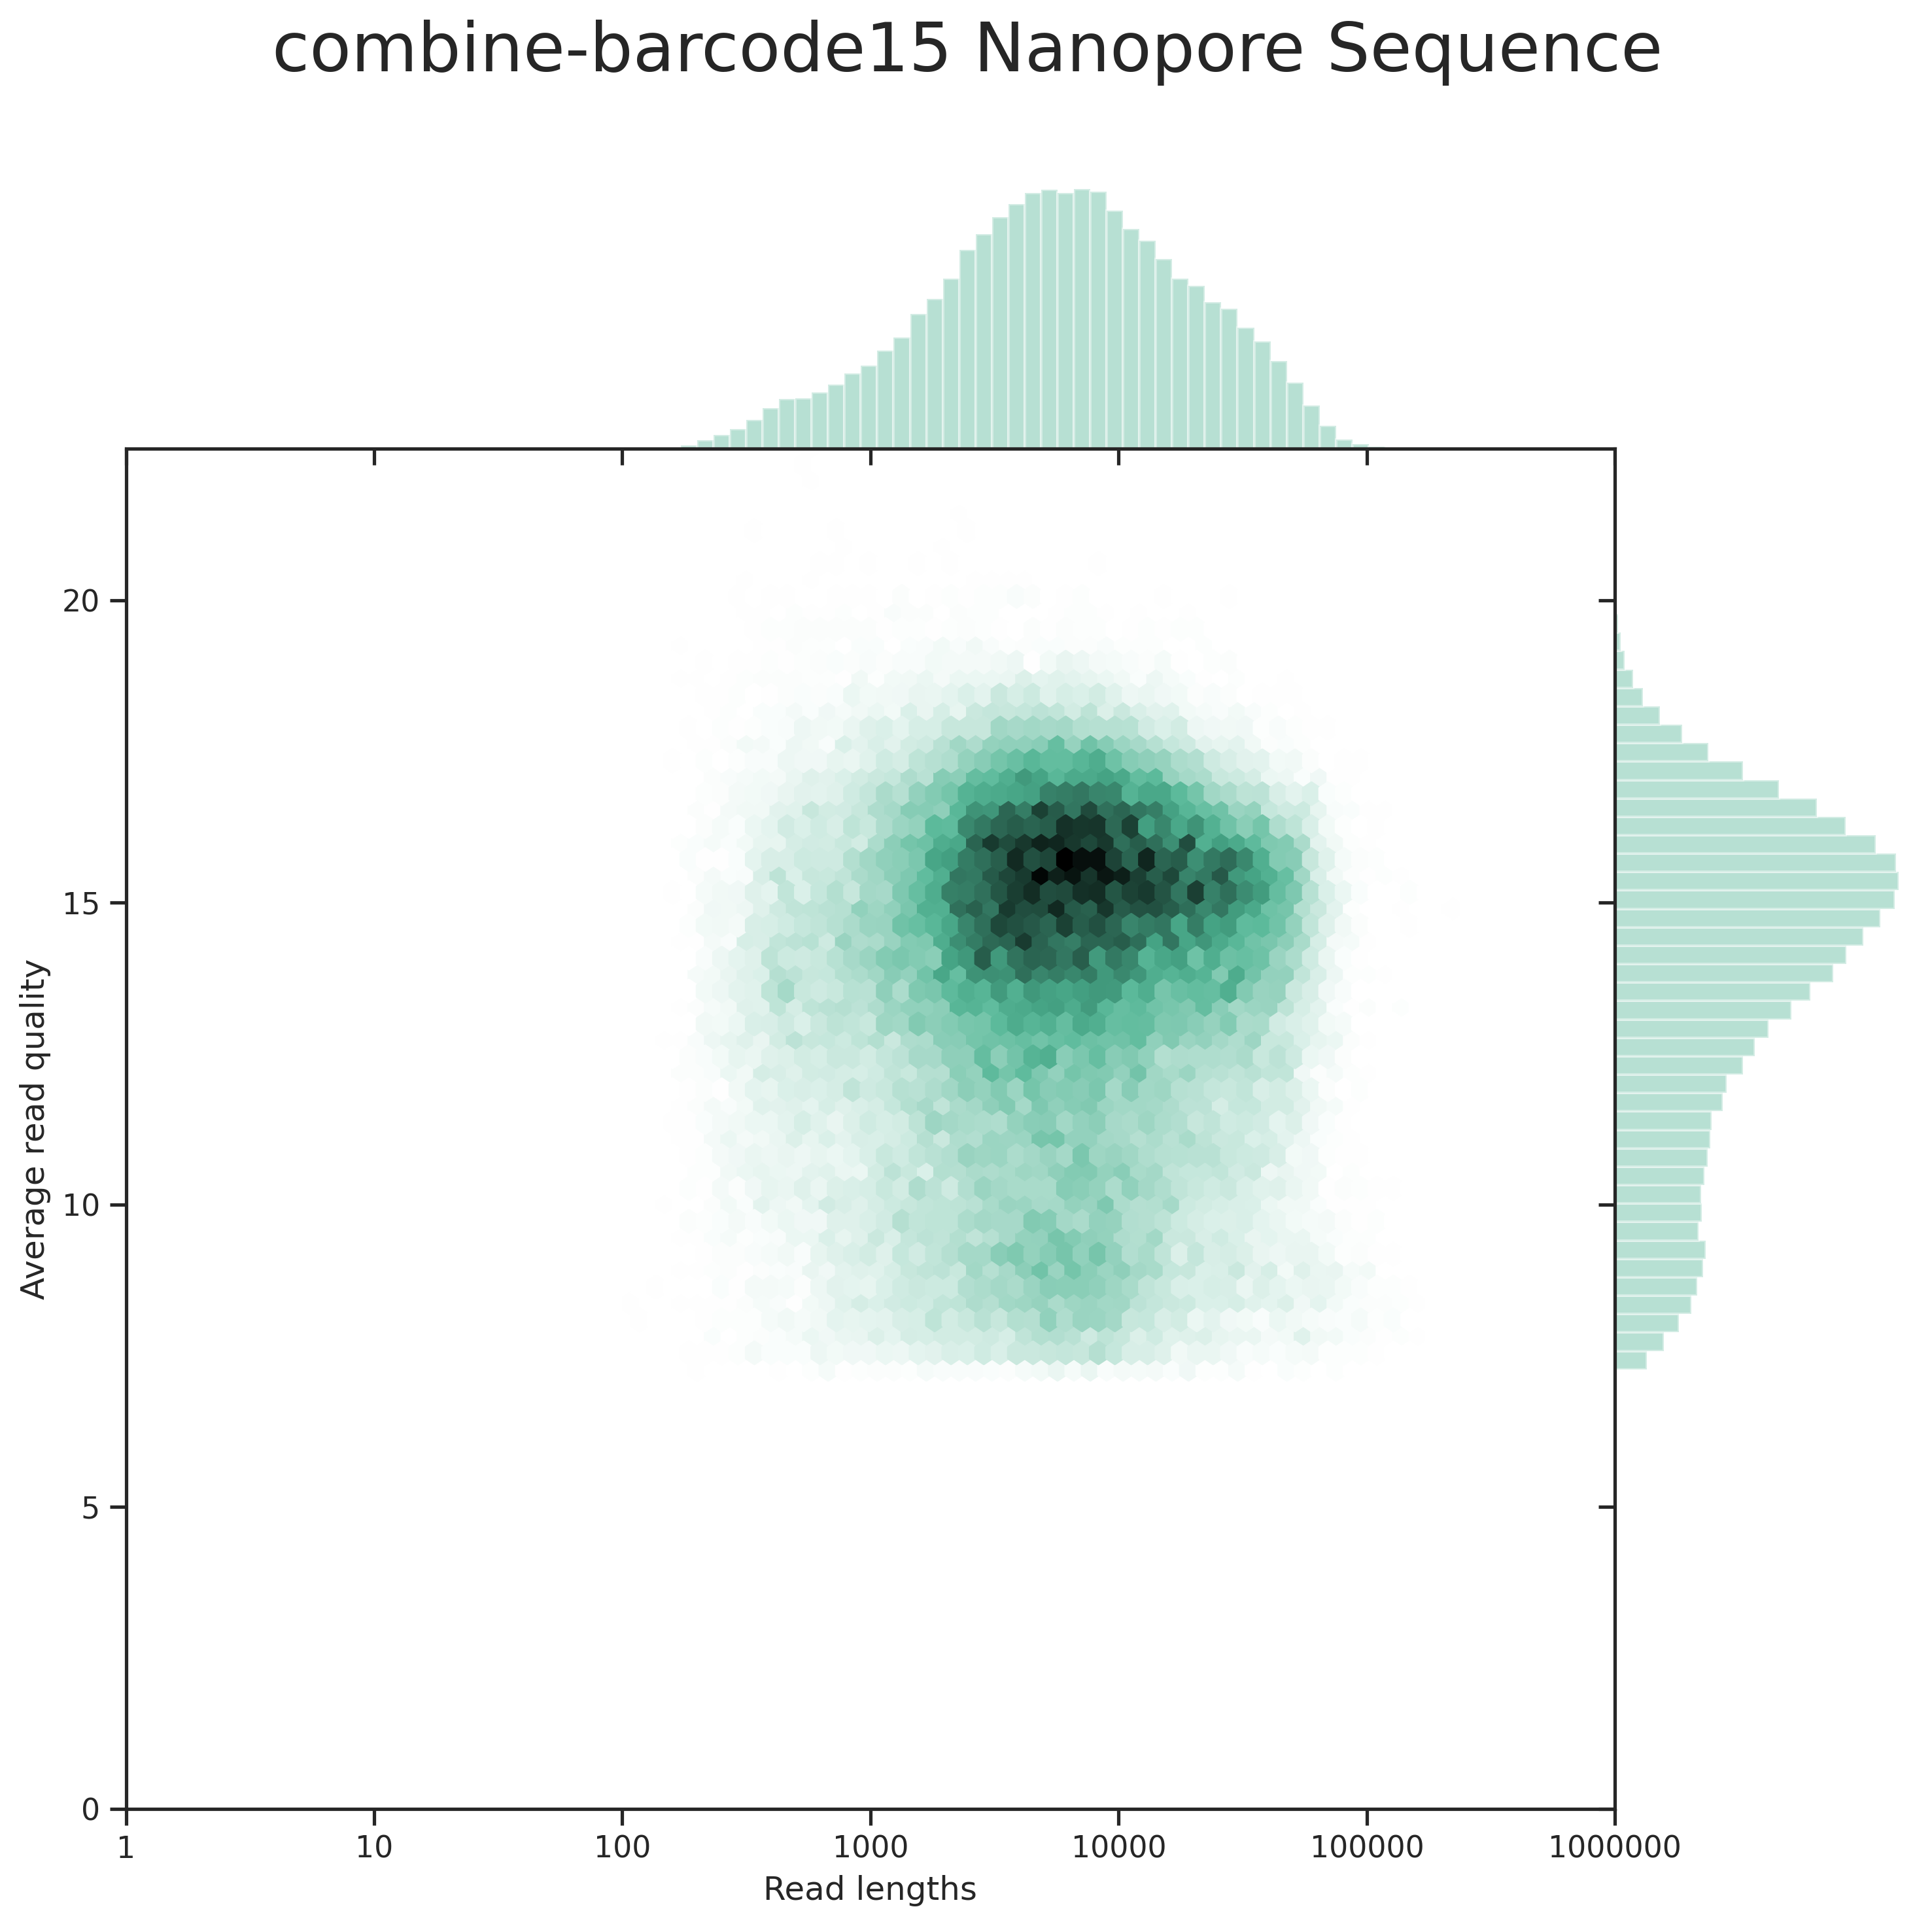 combine-barcode15 Nanopore Sequence
20
15
10
5
0
Average read quality
1 10 100 1000 10000 100000 1000000
Read lengths